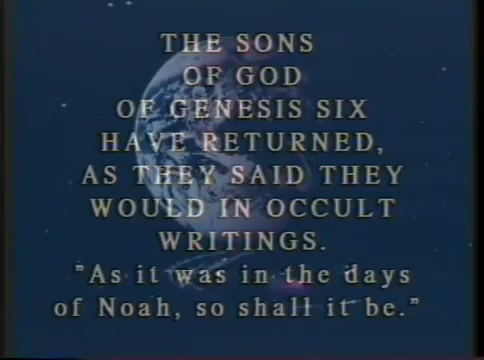 THE SONS
OF GOD
OF GENESIS SIX
HAVE RETURNED,
AS THEY SAID THEY
WOULD IN OCCULT
WRITINGS.
"As it was in the days
of Noah, so shall it be."